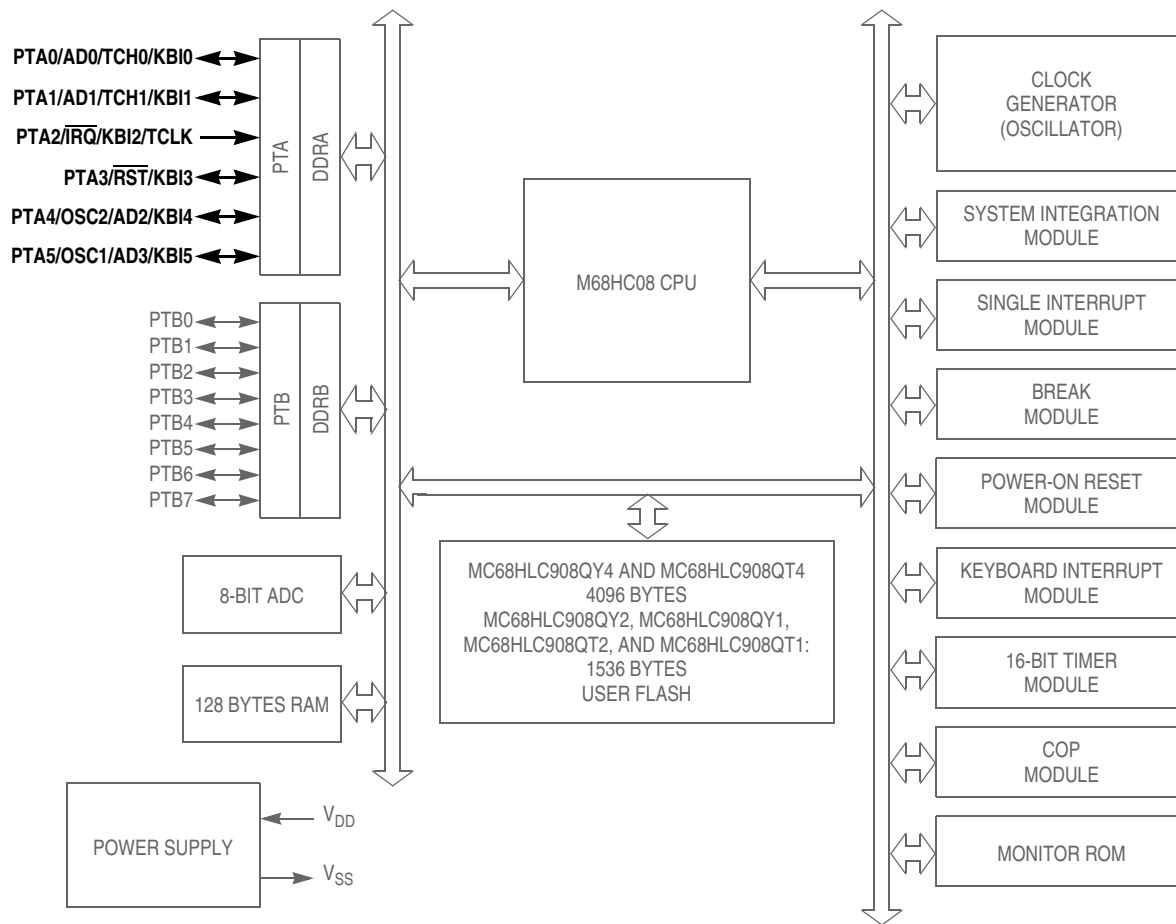 PTA0/AD0/TCH0/KBI0
PTA1/AD1/TCH1/KBI1
PTA2/I̅R̅Q̅/KBI2/TCLK
PTA3/R̅S̅T̅/KBI3
PTA4/OSC2/AD2/KBI4
PTA5/OSC1/AD3/KBI5
PTA
DDRA
PTB0
PTB1
PTB2
PTB3
PTB4
PTB5
PTB6
PTB7
PTB
DDRB
8-BIT ADC
128 BYTES RAM
POWER SUPPLY
VDD
VSS
M68HC08 CPU
MC68HLC908QY4 AND MC68HLC908QT4
4096 BYTES
MC68HLC908QY2, MC68HLC908QY1,
MC68HLC908QT2, AND MC68HLC908QT1:
1536 BYTES
USER FLASH
CLOCK
GENERATOR
(OSCILLATOR)
SYSTEM INTEGRATION
MODULE
SINGLE INTERRUPT
MODULE
BREAK
MODULE
POWER-ON RESET
MODULE
KEYBOARD INTERRUPT
MODULE
16-BIT TIMER
MODULE
COP
MODULE
MONITOR ROM